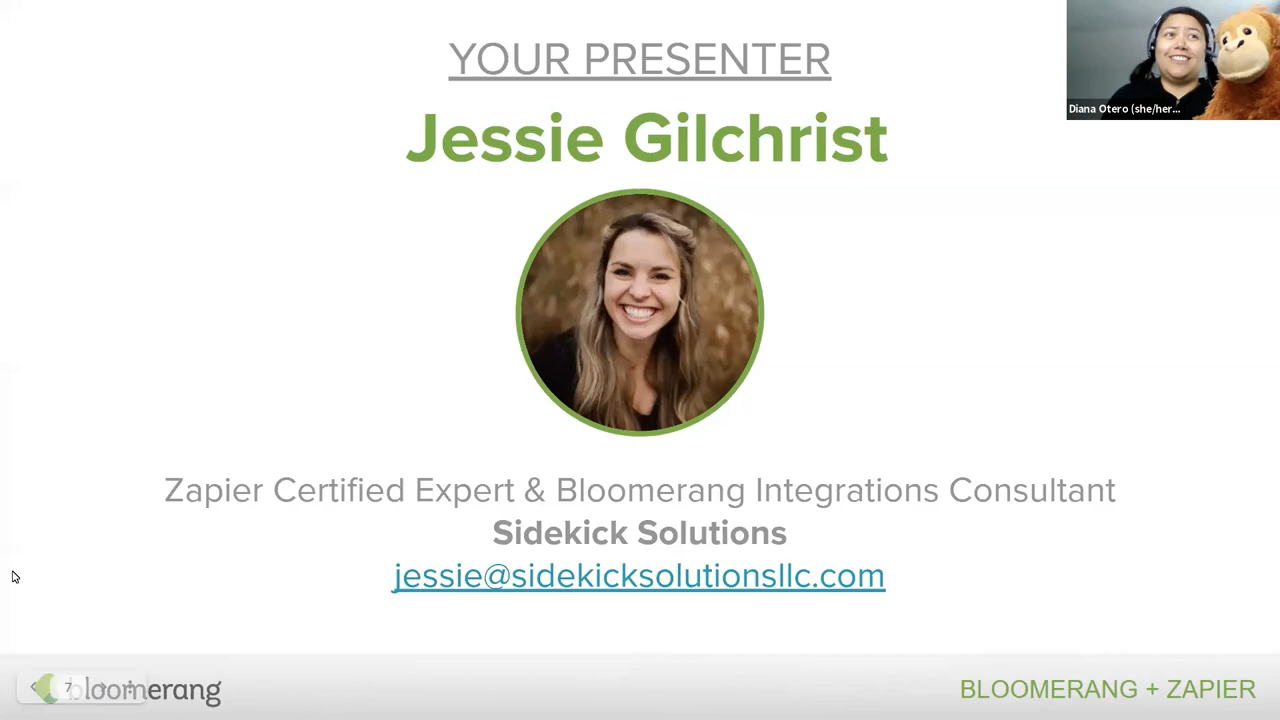 YOUR PRESENTER
Jessie Gilchrist
Diana Otero (she/her...
Zapier Certified Expert & Bloomerang Integrations Consultant
Sidekick Solutions
jessie@sidekicksolutionsllc.com
7
bloomerang
BLOOMERANG + ZAPIER